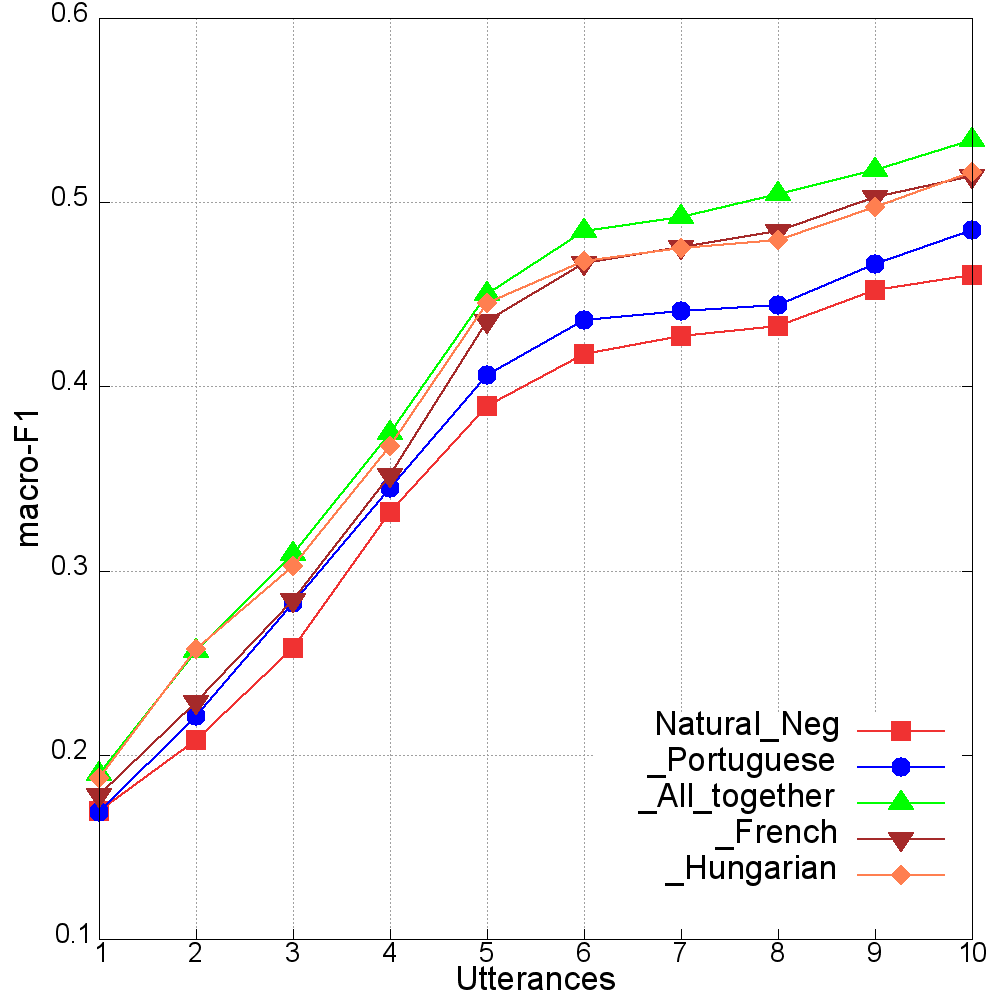 0.6
0.5
0.4
0.3
0.2
0.1
macro-F1
Natural_Neg
_Portuguese
_All_together
_French
_Hungarian
1 2 3 4 5 6 7 8 9 10
Utterances